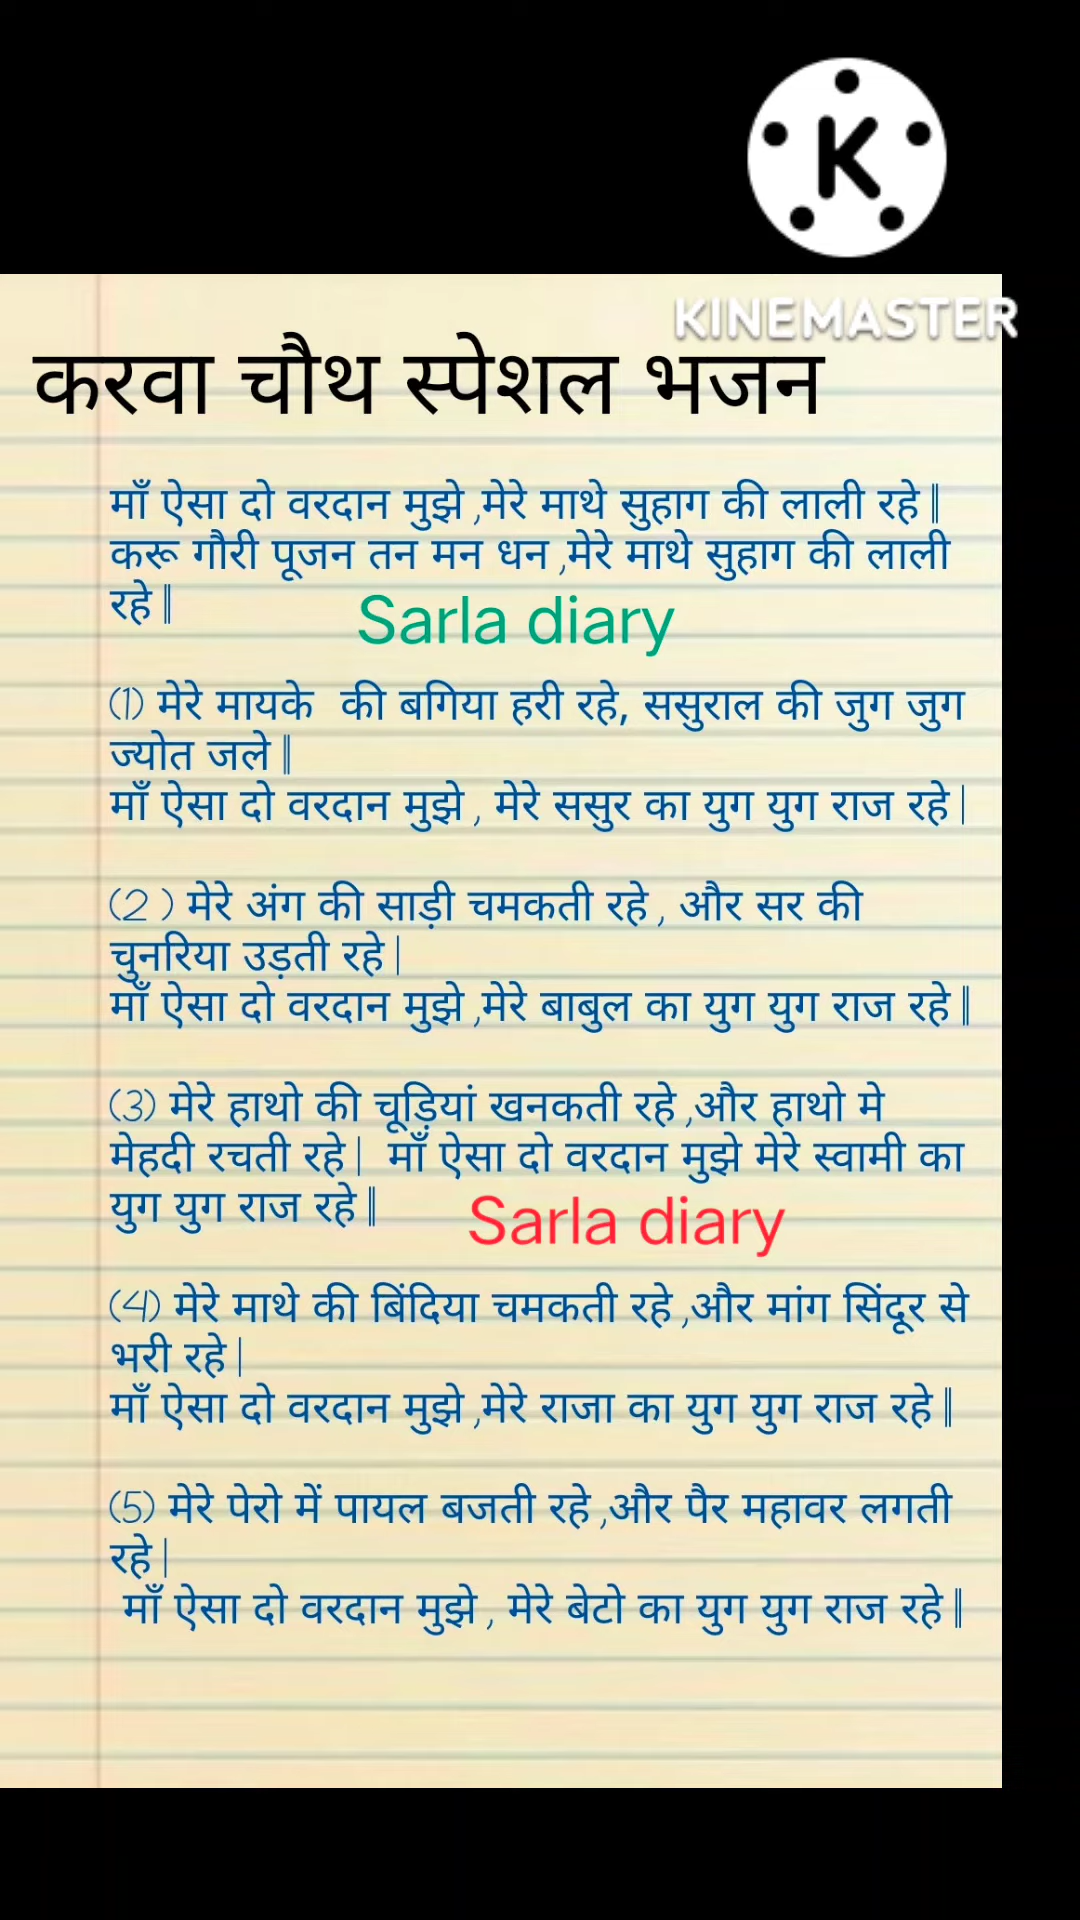 KINEMASTER
करवा चौथ स्पेशल भजन
माँ ऐसा दो वरदान मुझे ,मेरे माथे सुहाग की लाली रहे॥
करू गौरी पूजन तन मन धन ,मेरे माथे सुहाग की लाली
रहे॥
Sarla diary
(1) मेरे मायके  की बगिया हरी रहे, ससुराल की जुग जुग
ज्योत जले॥
माँ ऐसा दो वरदान मुझे , मेरे ससुर का युग युग राज रहे।
(2 ) मेरे अंग की साड़ी चमकती रहे , और सर की
चुनरिया उड़ती रहे।
माँ ऐसा दो वरदान मुझे ,मेरे बाबुल का युग युग राज रहे॥
(3) मेरे हाथो की चूड़ियां खनकती रहे ,और हाथो मे
मेहदी रचती रहे।  माँ ऐसा दो वरदान मुझे मेरे स्वामी का
युग युग राज रहे॥
Sarla diary
(4) मेरे माथे की बिंदिया चमकती रहे ,और मांग सिंदूर से
भरी रहे।
माँ ऐसा दो वरदान मुझे ,मेरे राजा का युग युग राज रहे॥
(5) मेरे पेरो में पायल बजती रहे ,और पैर महावर लगती
रहे।
माँ ऐसा दो वरदान मुझे , मेरे बेटो का युग युग राज रहे॥